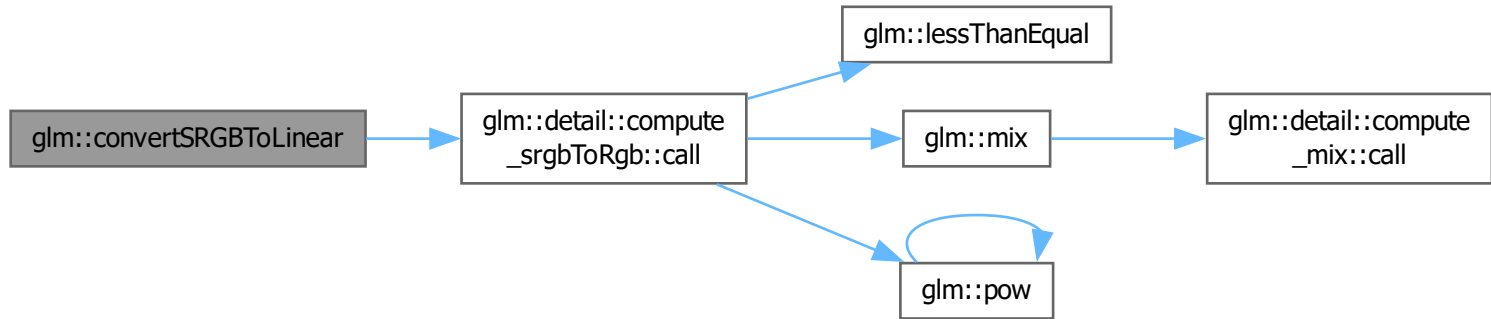 glm::convertSRGBToLinear
glm::detail::compute
_srgbToRgb::call
glm::lessThanEqual
glm::mix
glm::detail::compute
_mix::call
glm::pow